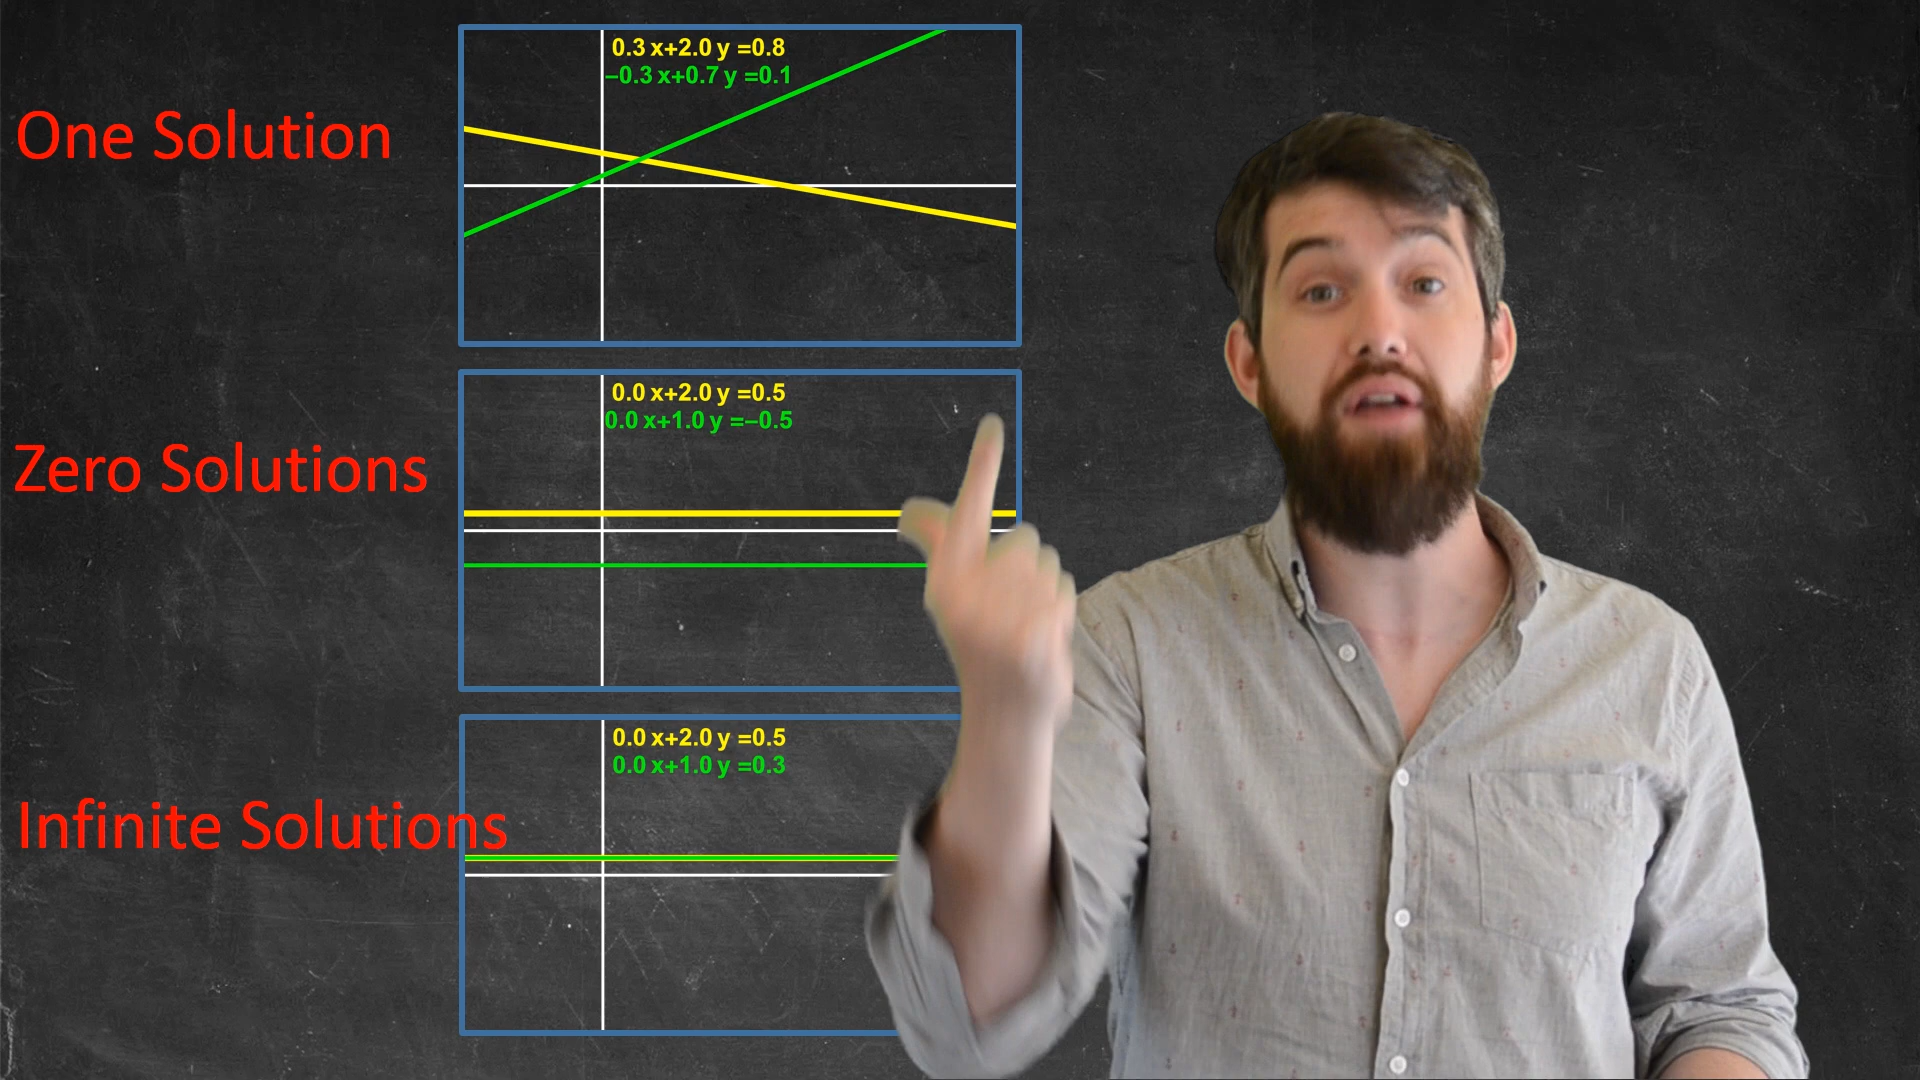 One Solution
0.3 x+2.0 y =0.8
−0.3 x+0.7 y =0.1
Zero Solutions
0.0 x+2.0 y =0.5
0.0 x+1.0 y =−0.5
Infinite Solutions
0.0 x+2.0 y =0.5
0.0 x+1.0 y =0.3